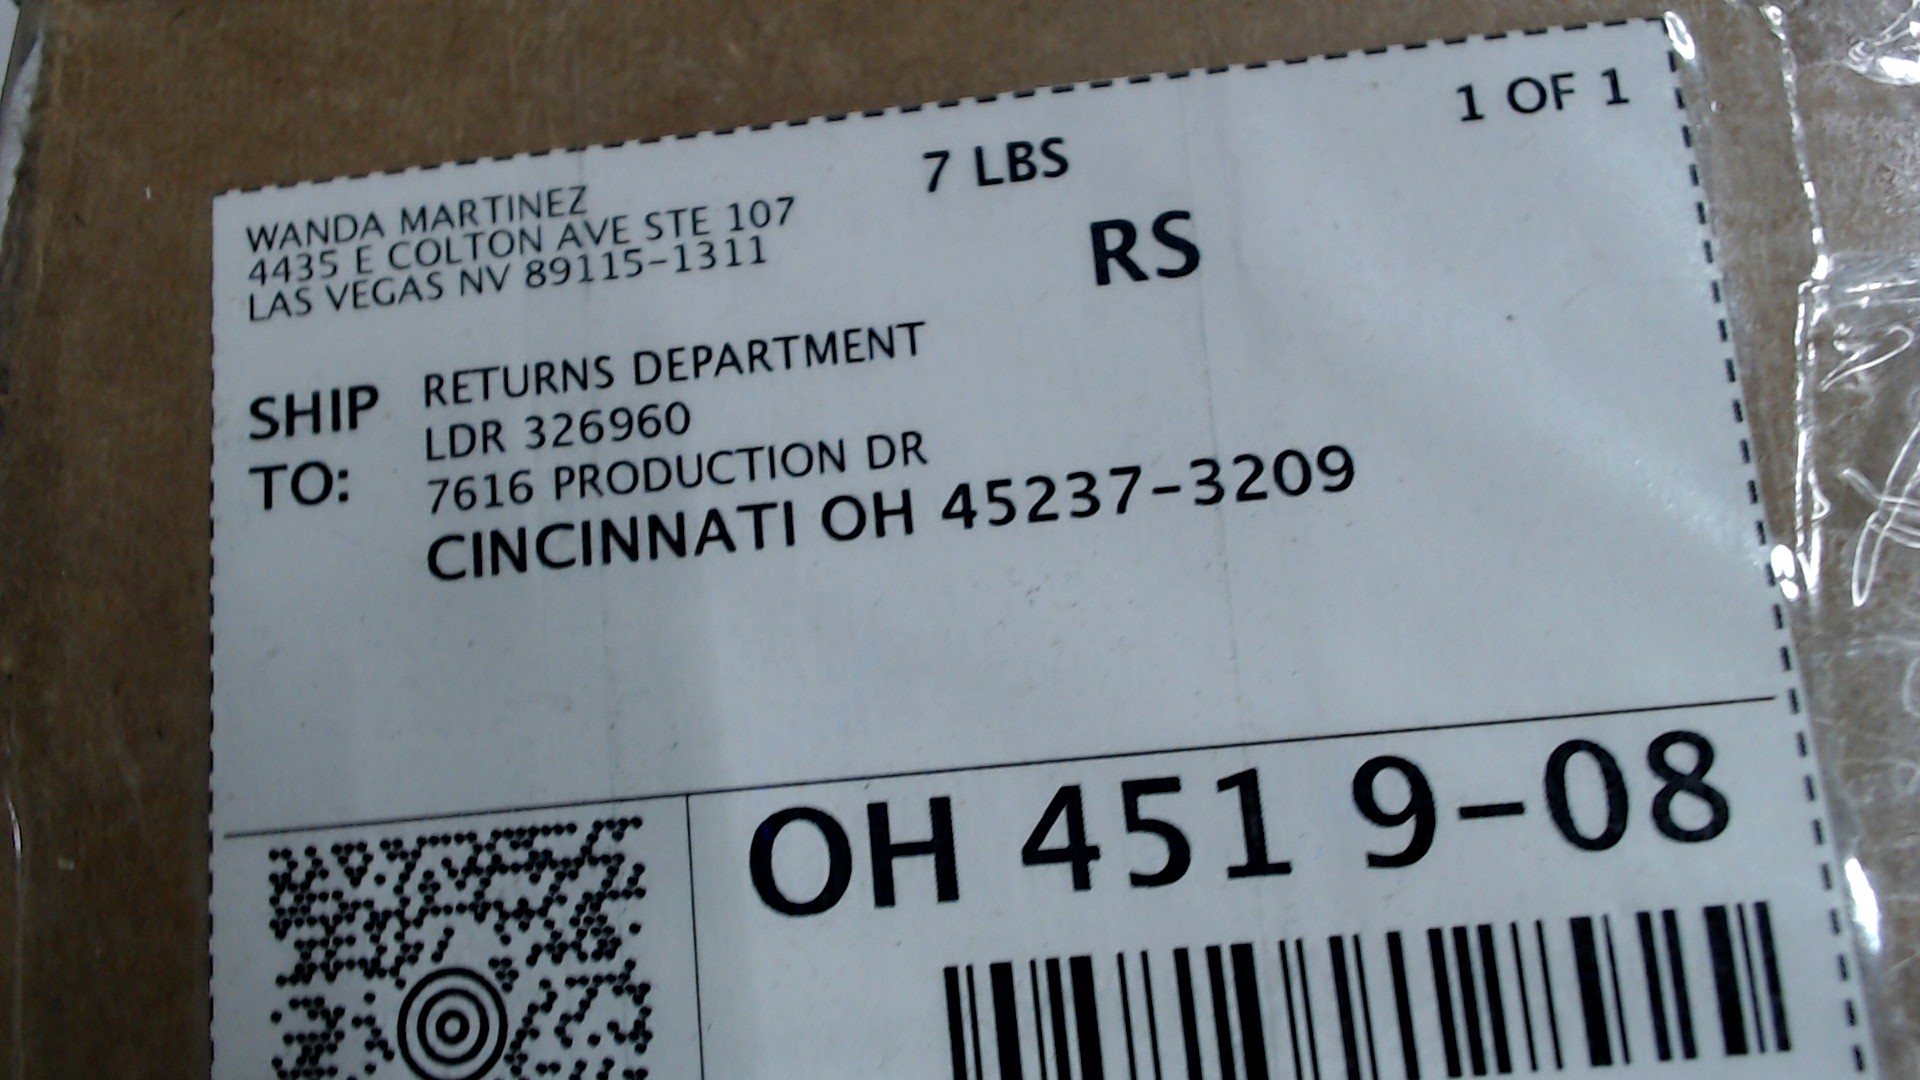 1 OF 1
7 LBS
RS
WANDA MARTINEZ
4435 E COLTON AVE STE 107
LAS VEGAS NV 89115-1311
SHIP TO:
RETURNS DEPARTMENT
LDR 326960
7616 PRODUCTION DR
CINCINNATI OH 45237-3209
OH 451 9-08